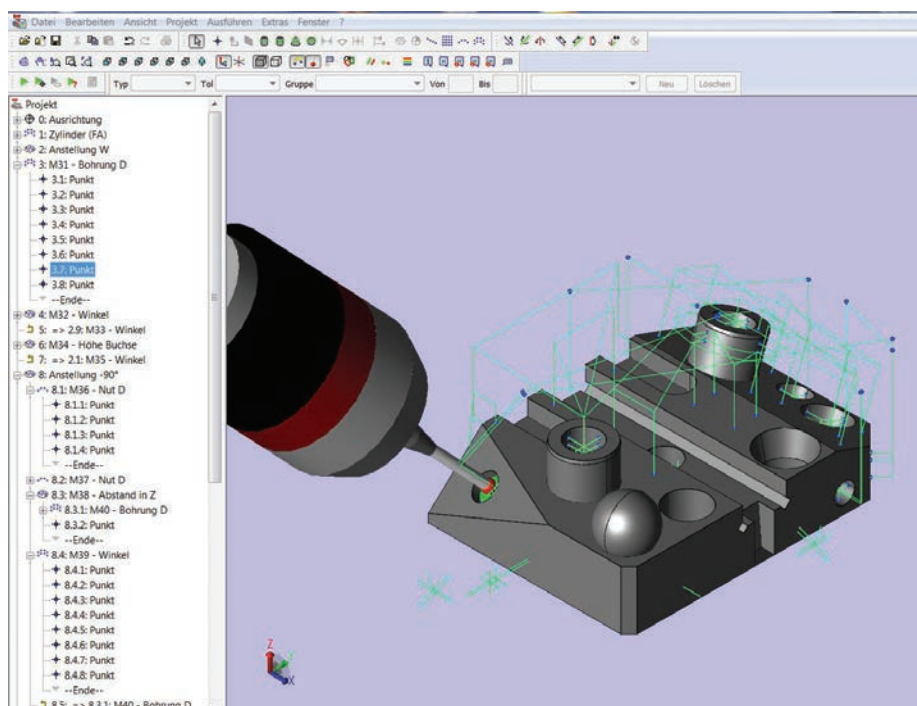 Datei Bearbeiten Ansicht Projekt Ausführen Extras Fenster ?
Typ Tol Gruppe Von Bis Neu Löschen
Projekt
0: Ausrichtung
1: Zylinder (FA)
2: Anstellung W
3: M31 - Bohrung D
3.1: Punkt
3.2: Punkt
3.3: Punkt
3.4: Punkt
3.5: Punkt
3.6: Punkt
3.7: Punkt
3.8: Punkt
--Ende--
4: M32 - Winkel
5: => 2.9: M33 - Winkel
6: M34 - Höhe Buchse
7: => 2.1: M35 - Winkel
8: Anstellung -90°
8.1: M36 - Nut D
8.1.1: Punkt
8.1.2: Punkt
8.1.3: Punkt
8.1.4: Punkt
--Ende--
8.2: M37 - Nut D
8.3: M38 - Abstand in Z
8.3.1: M40 - Bohrung D
8.3.2: Punkt
--Ende--
8.4: M39 - Winkel
8.4.1: Punkt
8.4.2: Punkt
8.4.3: Punkt
8.4.4: Punkt
8.4.5: Punkt
8.4.6: Punkt
8.4.7: Punkt
8.4.8: Punkt
--Ende--
8.5: => 8.3.1: M40 - Bohrung D
Z
Y
X